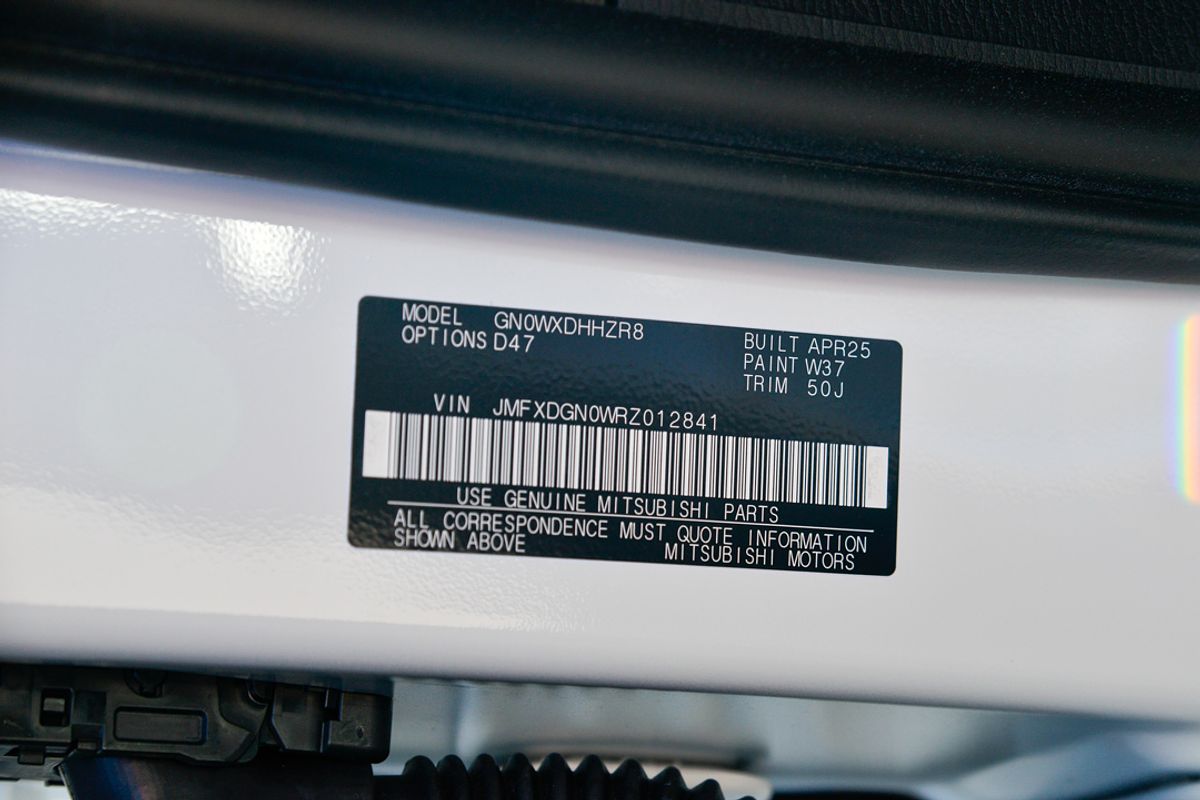 MODEL GN0WXDHHZR8
OPTIONS D47
BUILT APR25
PAINT W37
TRIM 50J
VIN JMFXDGN0WRZ012841
USE GENUINE MITSUBISHI PARTS
ALL CORRESPONDENCE MUST QUOTE INFORMATION
SHOWN ABOVE MITSUBISHI MOTORS